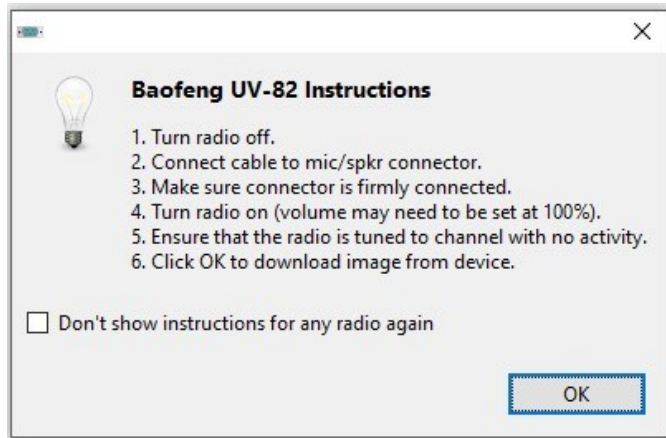 Baofeng UV-82 Instructions
1. Turn radio off.
2. Connect cable to mic/spkr connector.
3. Make sure connector is firmly connected.
4. Turn radio on (volume may need to be set at 100%).
5. Ensure that the radio is tuned to channel with no activity.
6. Click OK to download image from device.
Don't show instructions for any radio again
OK